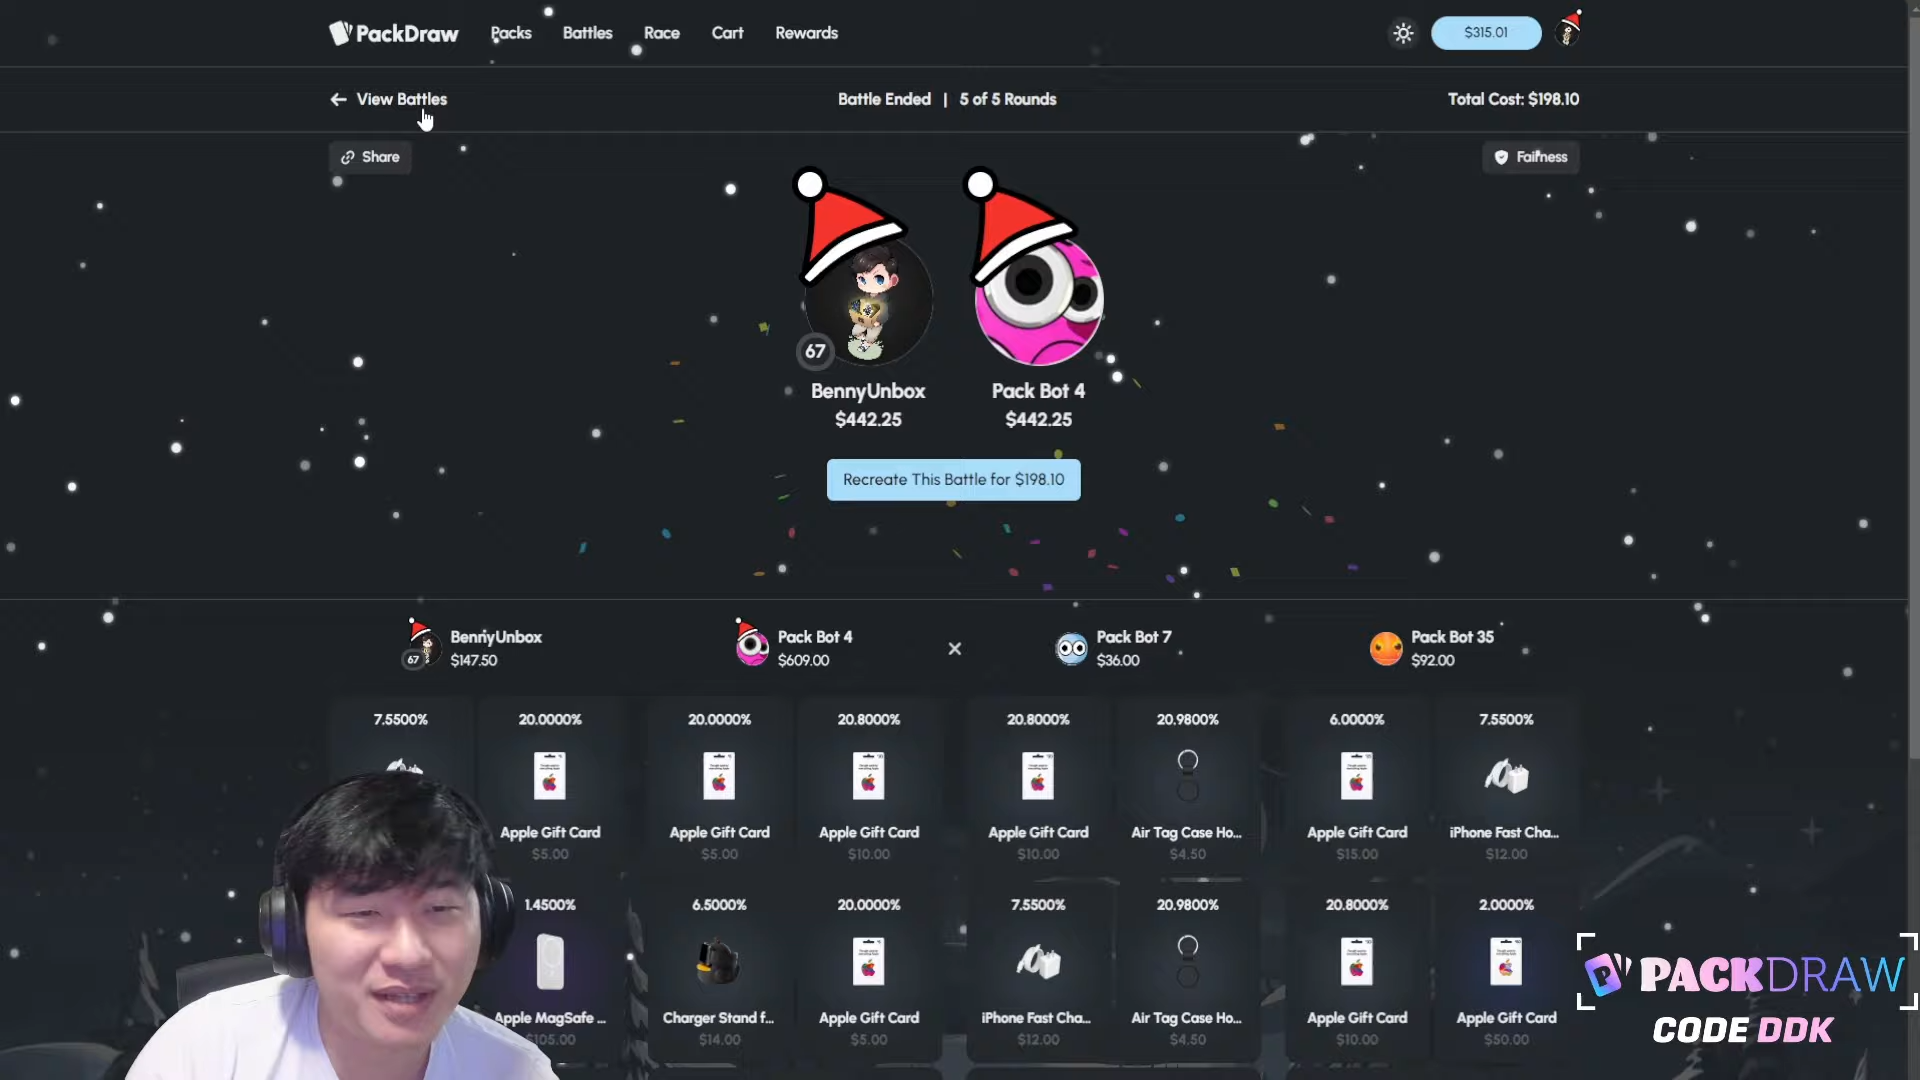 PackDraw Packs Battles Race Cart Rewards $315.01
View Battles Battle Ended | 5 of 5 Rounds Total Cost: $198.10
Share Fairness
67
BennyUnbox Pack Bot 4
$442.25 $442.25
Recreate This Battle for $198.10
67 BennyUnbox Pack Bot 4 Pack Bot 7 Pack Bot 35
$147.50 $609.00 $36.00 $92.00
7.5500% 20.0000% 20.0000% 20.8000% 20.8000% 20.9800% 6.0000% 7.5500%
Apple Gift Card Apple Gift Card Apple Gift Card Apple Gift Card Air Tag Case Ho... Apple Gift Card iPhone Fast Cha...
$5.00 $5.00 $10.00 $10.00 $4.50 $15.00 $12.00
1.4500% 6.5000% 20.0000% 7.5500% 20.9800% 20.8000% 2.0000%
Apple MagSafe ... Charger Stand f... Apple Gift Card iPhone Fast Cha... Air Tag Case Ho... Apple Gift Card Apple Gift Card
$105.00 $14.00 $5.00 $12.00 $4.50 $10.00 $50.00
PACKDRAW
CODE DDK